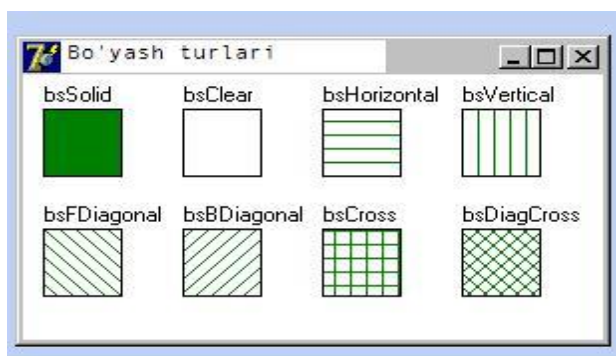 Bo'yash turlari
bsSolid bsClear bsHorizontal bsVertical
bsFDiagonal bsBDiagonal bsCross bsDiagCross